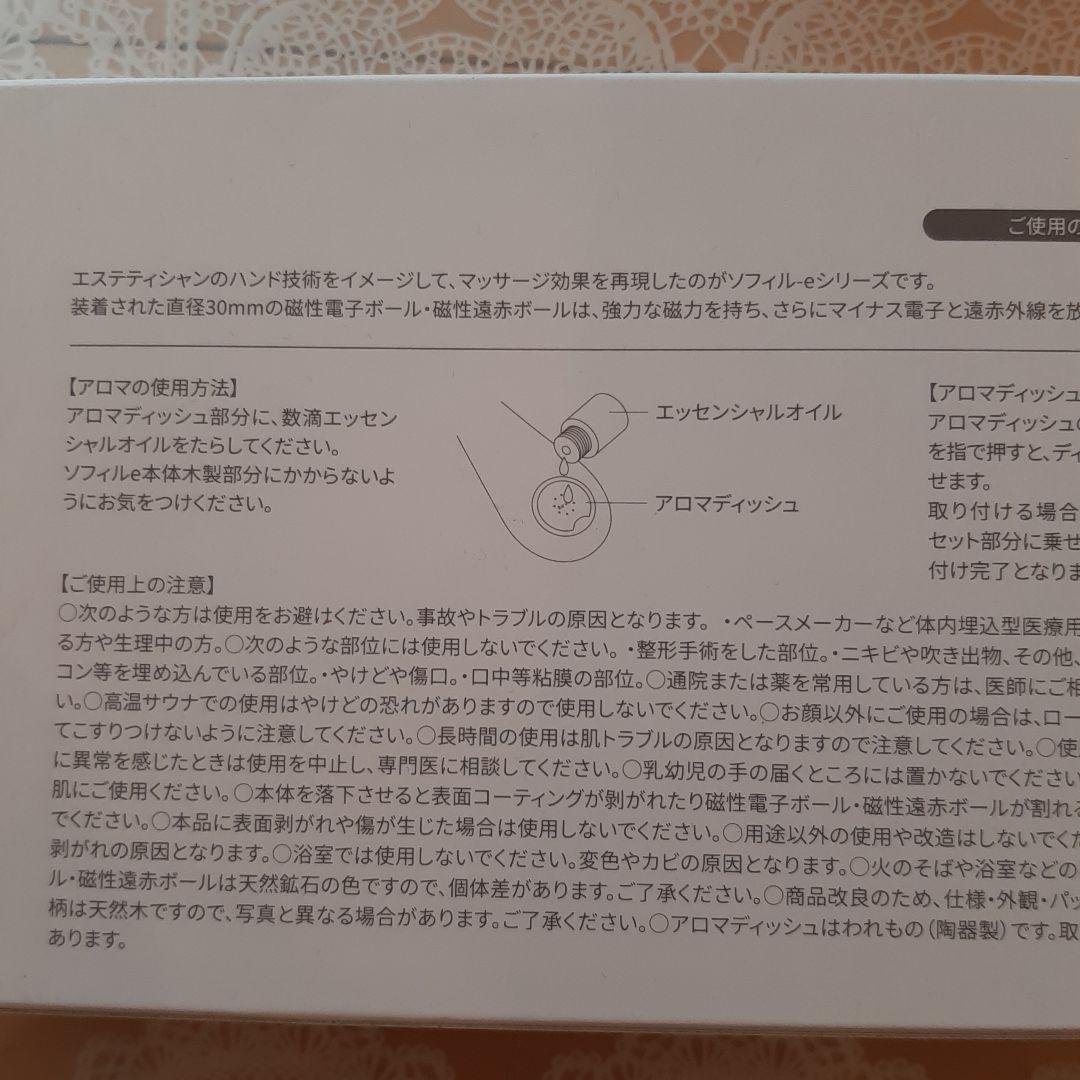 ご使用の
エステティシャンのハンド技術をイメージして、マッサージ効果を再現したのがソフィル-eシリーズです。
装着された直径30mmの磁性電子ボール・磁性遠赤ボールは、強力な磁力を持ち、さらにマイナス電子と遠赤外線を放
【アロマの使用方法】
アロマディッシュ部分に、数滴エッセン
シャルオイルをたらしてください。
ソフィルe本体木製部分にかからないよ
うにお気をつけください。
エッセンシャルオイル
アロマディッシュ
【アロマディッシュ
アロマディッシュの
を指で押すと、ディ
せます。
取り付ける場合
セット部分に乗せ
付け完了となりま
【ご使用上の注意】
○次のような方は使用をお避けください。事故やトラブルの原因となります。 ・ペースメーカーなど体内埋込型医療用
る方や生理中の方。○次のような部位には使用しないでください。 ・整形手術をした部位。・ニキビや吹き出物、その他、
コン等を埋め込んでいる部位。・やけどや傷口。・口中等粘膜の部位。○通院または薬を常用している方は、医師にご相
い。○高温サウナでの使用はやけどの恐れがありますので使用しないでください。○お顔以外にご使用の場合は、ロー
てこすりつけないように注意してください。○長時間の使用は肌トラブルの原因となりますので注意してください。○使
に異常を感じたときは使用を中止し、専門医に相談してください。○乳幼児の手の届くところには置かないでください
肌にご使用ください。○本体を落下させると表面コーティングが剥がれたり磁性電子ボール・磁性遠赤ボールが割れる
でください。○本品に表面剥がれや傷が生じた場合は使用しないでください。○用途以外の使用や改造はしないでくだ
剥がれの原因となります。○浴室では使用しないでください。変色やカビの原因となります。○火のそばや浴室などの
ル・磁性遠赤ボールは天然鉱石の色ですので、個体差があります。ご了承ください。○商品改良のため、仕様・外観・パッ
柄は天然木ですので、写真と異なる場合があります。ご了承ください。○アロマディッシュはわれもの(陶器製)です。取
あります。